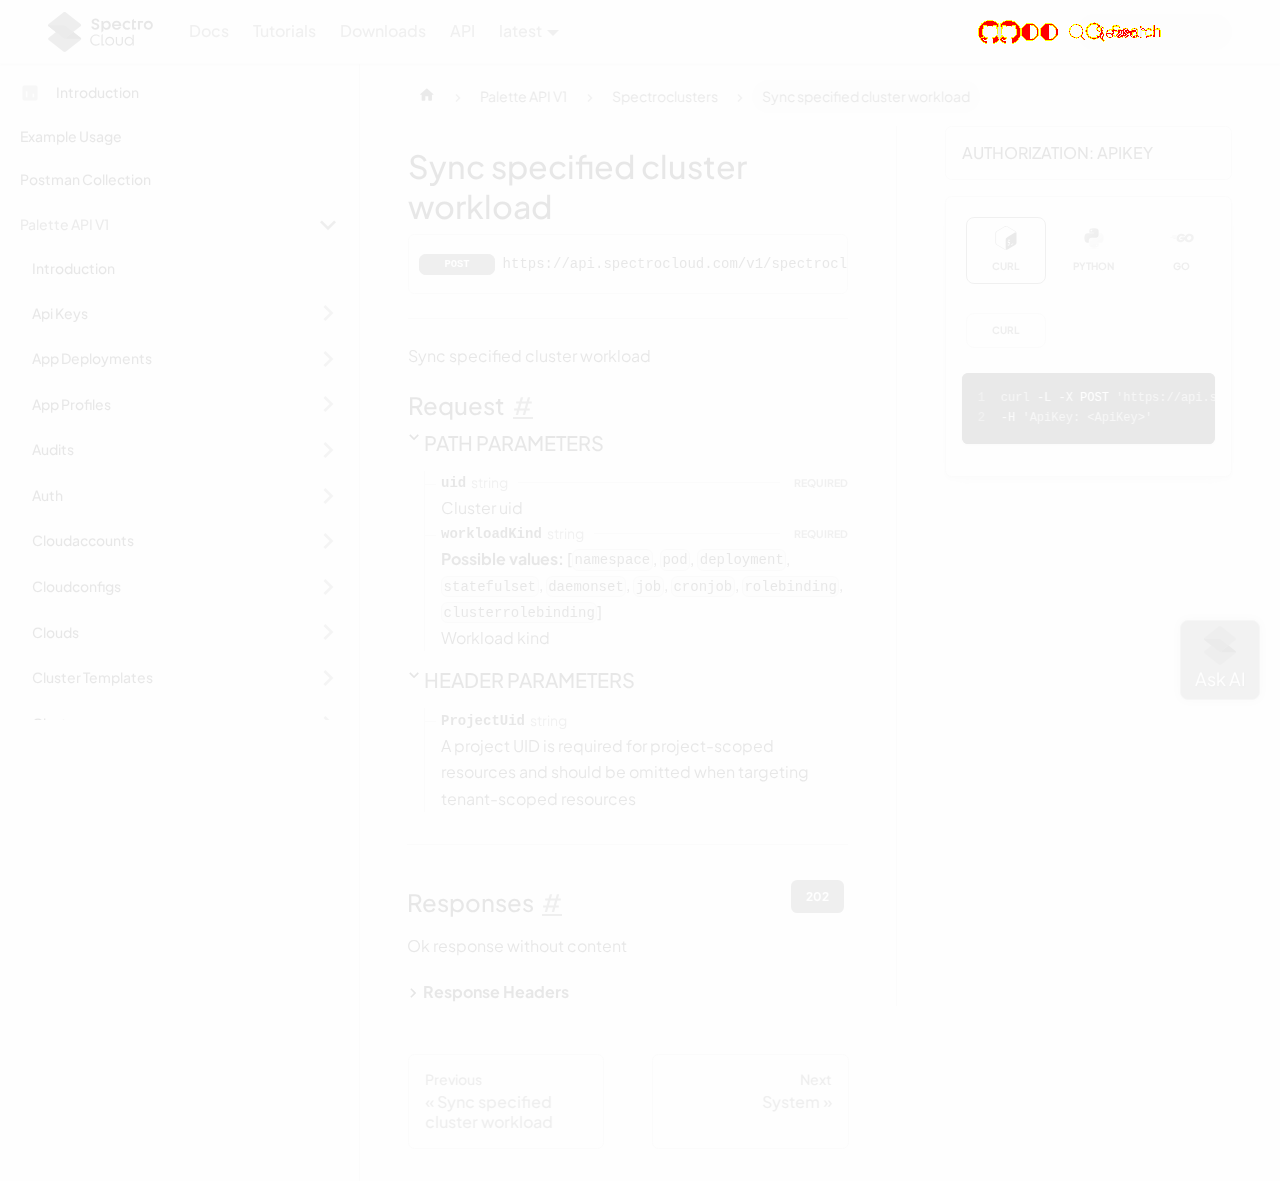 Spectro Cloud
Docs Tutorials Downloads API latest
Search
Introduction
Example Usage
Postman Collection
Palette API V1
Introduction
Api Keys
App Deployments
App Profiles
Audits
Auth
Cloudaccounts
Cloudconfigs
Clouds
Cluster Templates
Palette API V1 Spectroclusters Sync specified cluster workload
Sync specified cluster
workload
POST https://api.spectrocloud.com/v1/spectrocl
Sync specified cluster workload
Request #
PATH PARAMETERS
uid string REQUIRED
Cluster uid
workloadKind string REQUIRED
Possible values: [namespace, pod, deployment,
statefulset, daemonset, job, cronjob, rolebinding,
clusterrolebinding]
Workload kind
HEADER PARAMETERS
ProjectUid string
A project UID is required for project-scoped
resources and should be omitted when targeting
tenant-scoped resources
Responses #
202
Ok response without content
Response Headers
Previous
« Sync specified
cluster workload
Next
System »
AUTHORIZATION: APIKEY
CURL PYTHON GO
CURL
1 curl -L -X POST 'https://api.s
2 -H 'ApiKey: <ApiKey>'
Ask AI